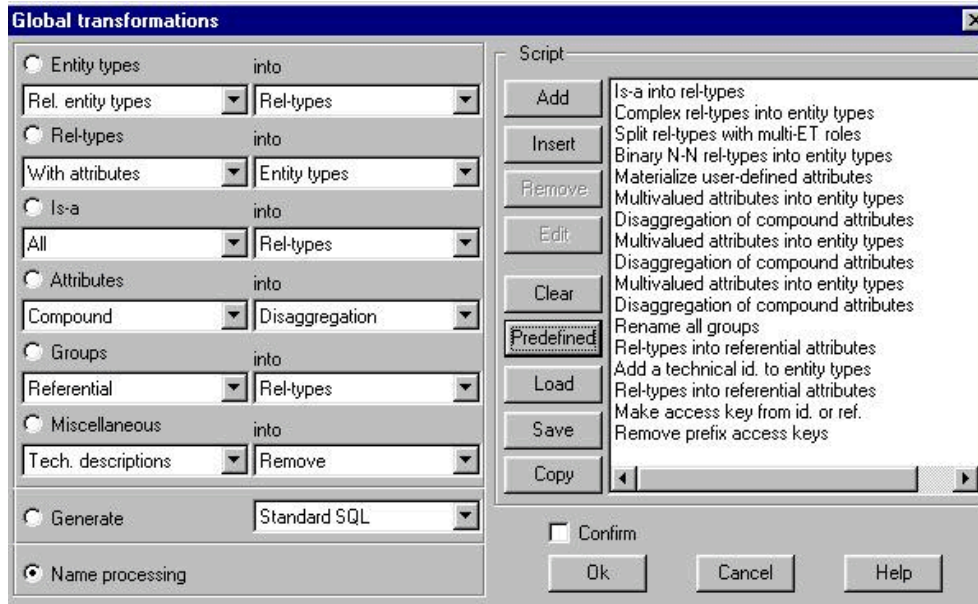 Global transformations
Entity types into
Rel. entity types Rel-types
Rel-types into
With attributes Entity types
Is-a into
All Rel-types
Attributes into
Compound Disaggregation
Groups into
Referential Rel-types
Miscellaneous into
Tech. descriptions Remove
Generate Standard SQL
Name processing
Script
Add
Insert
Remove
Edit
Clear
Predefined
Load
Save
Copy
Is-a into rel-types
Complex rel-types into entity types
Split rel-types with multi-ET roles
Binary N-N rel-types into entity types
Materialize user-defined attributes
Multivalued attributes into entity types
Disaggregation of compound attributes
Multivalued attributes into entity types
Disaggregation of compound attributes
Multivalued attributes into entity types
Disaggregation of compound attributes
Rename all groups
Rel-types into referential attributes
Add a technical id. to entity types
Rel-types into referential attributes
Make access key from id. or ref.
Remove prefix access keys
Confirm
Ok Cancel Help